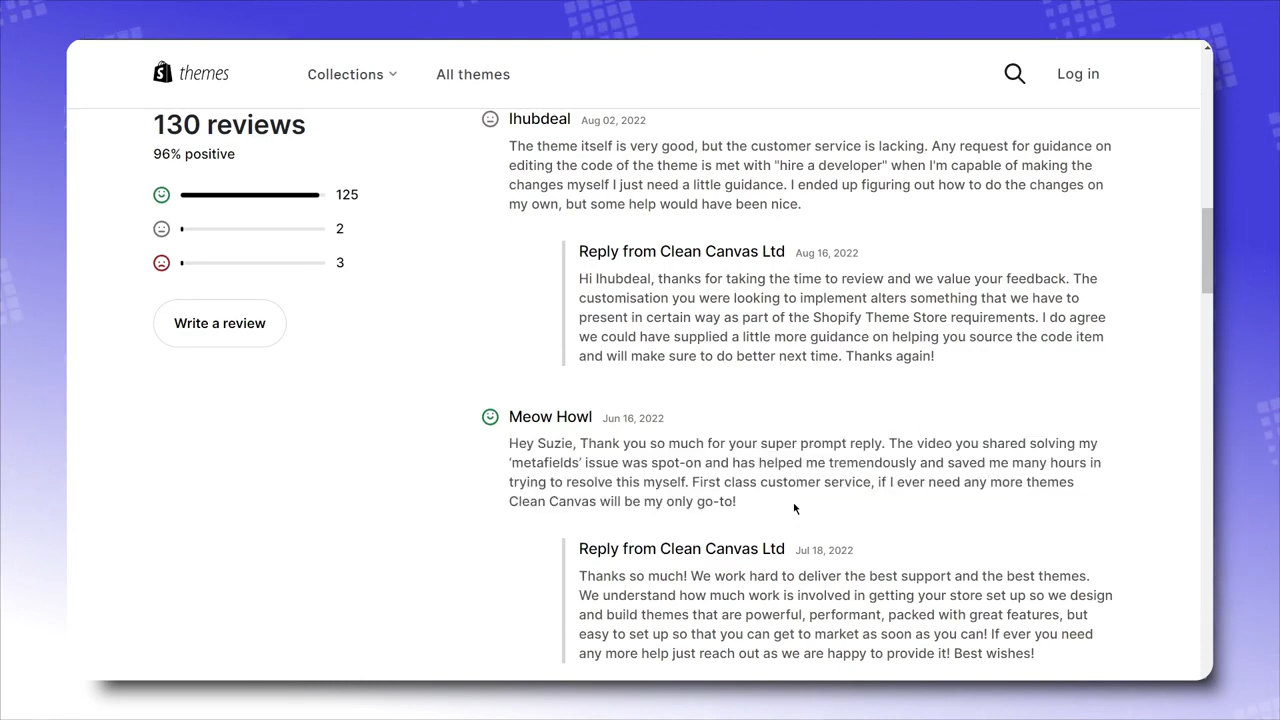 themes
Collections
All themes
Log in
130 reviews
96% positive
125
2
3
Write a review
lhubdeal Aug 02, 2022
The theme itself is very good, but the customer service is lacking. Any request for guidance on
editing the code of the theme is met with "hire a developer" when I'm capable of making the
changes myself I just need a little guidance. I ended up figuring out how to do the changes on
my own, but some help would have been nice.
Reply from Clean Canvas Ltd Aug 16, 2022
Hi lhubdeal, thanks for taking the time to review and we value your feedback. The
customisation you were looking to implement alters something that we have to
present in certain way as part of the Shopify Theme Store requirements. I do agree
we could have supplied a little more guidance on helping you source the code item
and will make sure to do better next time. Thanks again!
Meow Howl Jun 16, 2022
Hey Suzie, Thank you so much for your super prompt reply. The video you shared solving my
‘metafields’ issue was spot-on and has helped me tremendously and saved me many hours in
trying to resolve this myself. First class customer service, if I ever need any more themes
Clean Canvas will be my only go-to!
Reply from Clean Canvas Ltd Jul 18, 2022
Thanks so much! We work hard to deliver the best support and the best themes.
We understand how much work is involved in getting your store set up so we design
and build themes that are powerful, performant, packed with great features, but
easy to set up so that you can get to market as soon as you can! If ever you need
any more help just reach out as we are happy to provide it! Best wishes!